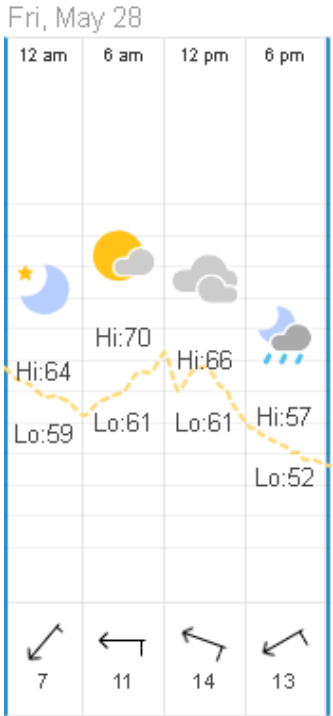 Fri, May 28
12 am 6 am 12 pm 6 pm
Hi:70
Hi:66
Hi:64
Hi:57
Lo:61 Lo:61
Lo:59
Lo:52
7 11 14 13